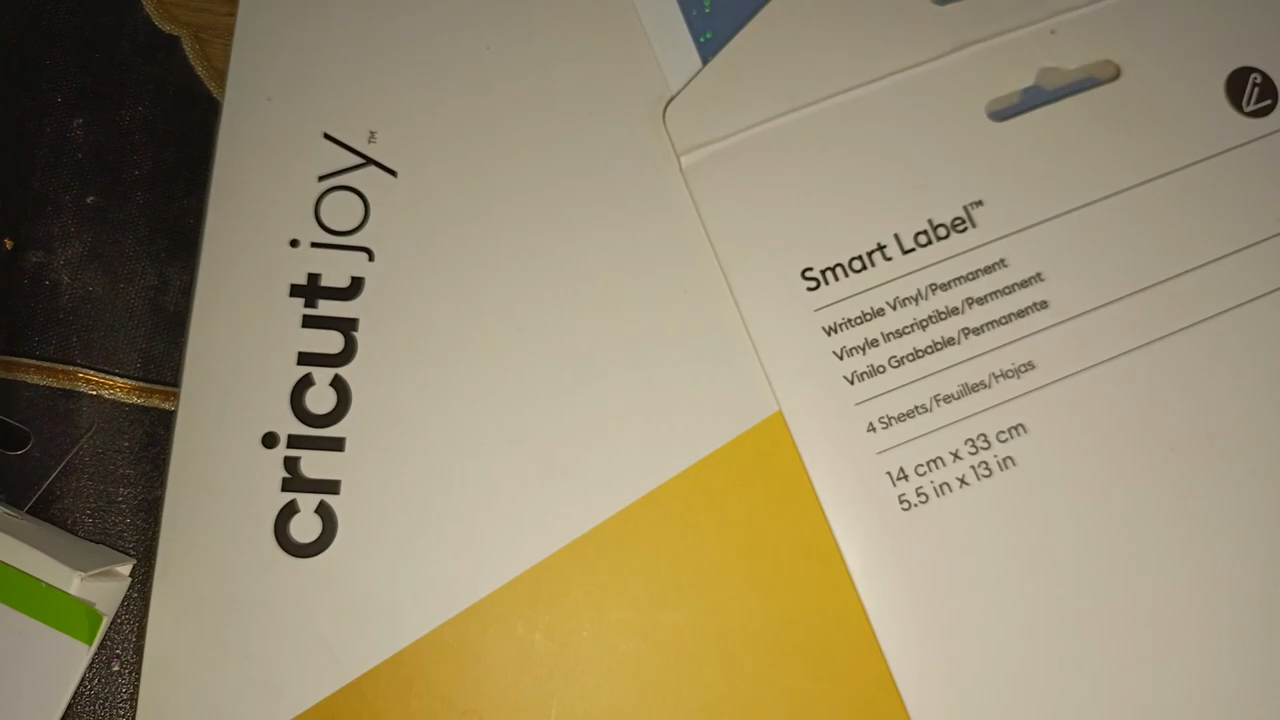 cricut joy™
Smart Label™
Writable Vinyl/Permanent
Vinyle Inscriptible/Permanent
Vinilo Grabable/Permanente
4 Sheets/Feuilles/Hojas
14 cm x 33 cm
5.5 in x 13 in